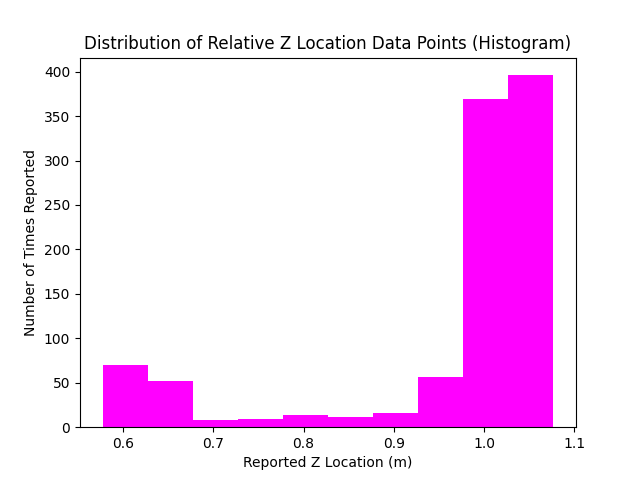 Distribution of Relative Z Location Data Points (Histogram)
400
350
300
250
200
150
100
50
0
Number of Times Reported
0.6 0.7 0.8 0.9 1.0 1.1
Reported Z Location (m)